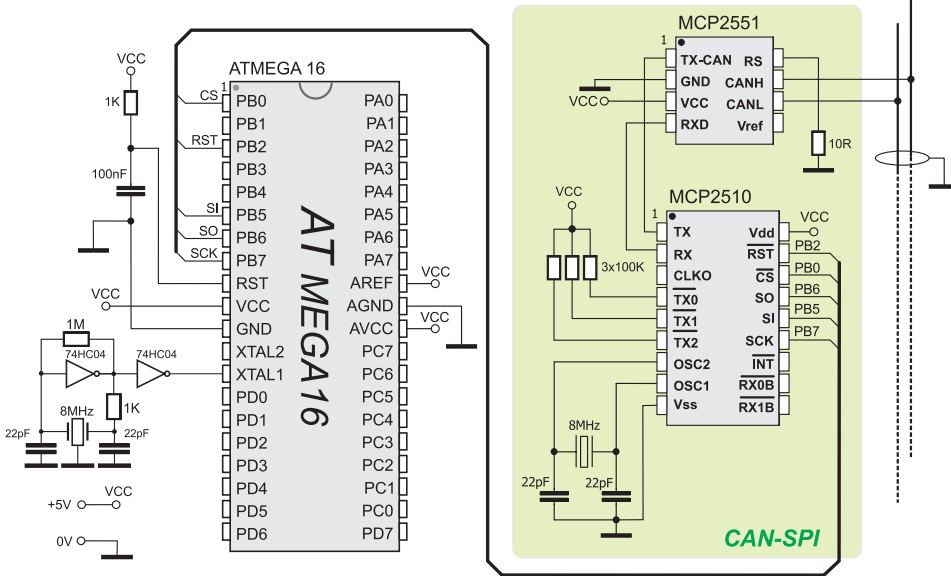 ATMEGA 16
1
PB0
PB1
PB2
PB3
PB4
PB5
PB6
PB7
RST
VCC
GND
XTAL2
XTAL1
PD0
PD1
PD2
PD3
PD4
PD5
PD6
PA0
PA1
PA2
PA3
PA4
PA5
PA6
PA7
AREF
AGND
AVCC
PC7
PC6
PC5
PC4
PC3
PC2
PC1
PC0
PD7
AT MEGA16
CS
RST
SI
SO
SCK
VCC
1K
100nF
VCC
1M
74HC04
74HC04
1K
8MHz
22pF
22pF
+5V
VCC
0V
VCC
VCC
MCP2551
1
TX-CAN
GND
VCC
RXD
RS
CANH
CANL
Vref
VCC
10R
MCP2510
1
TX
RX
CLKO
TX0
TX1
TX2
OSC2
OSC1
Vss
Vdd
RST
CS
SO
SI
SCK
INT
RX0B
RX1B
VCC
PB2
PB0
PB6
PB5
PB7
VCC
3x100K
8MHz
22pF
22pF
CAN-SPI